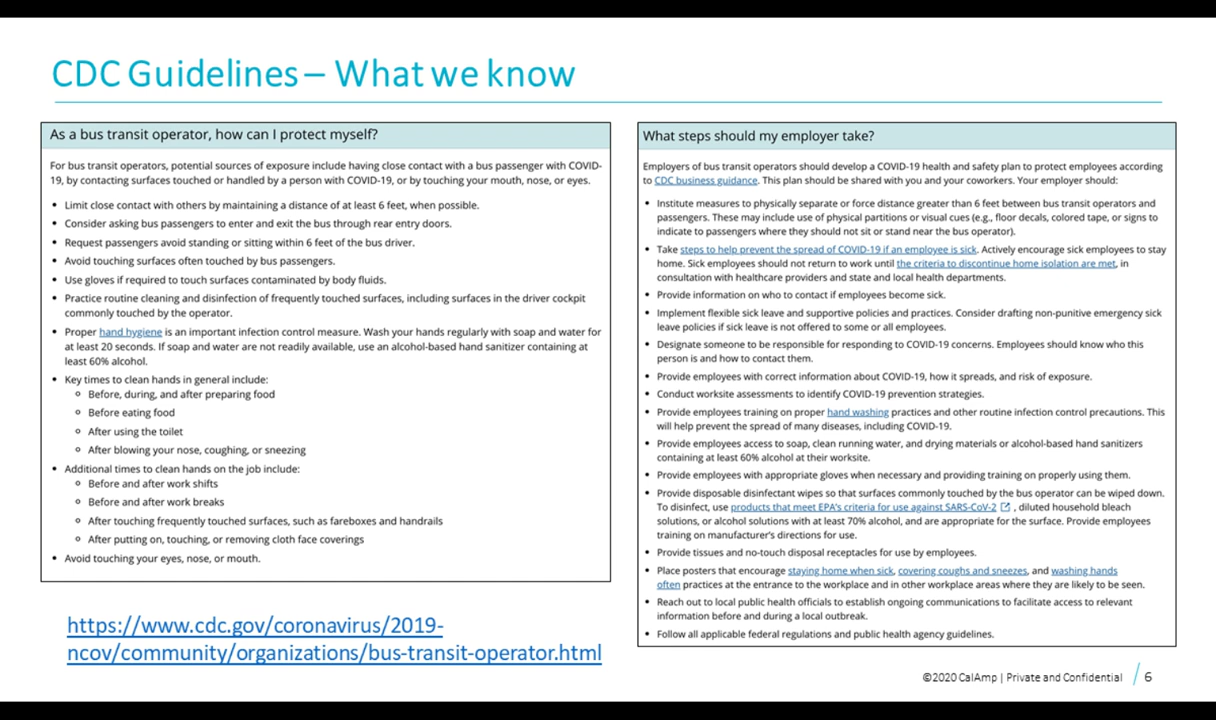 CDC Guidelines – What we know
As a bus transit operator, how can I protect myself?
For bus transit operators, potential sources of exposure include having close contact with a bus passenger with COVID-
19, by contacting surfaces touched or handled by a person with COVID-19, or by touching your mouth, nose, or eyes.
• Limit close contact with others by maintaining a distance of at least 6 feet, when possible.
• Consider asking bus passengers to enter and exit the bus through rear entry doors.
• Request passengers avoid standing or sitting within 6 feet of the bus driver.
• Avoid touching surfaces often touched by bus passengers.
• Use gloves if required to touch surfaces contaminated by body fluids.
• Practice routine cleaning and disinfection of frequently touched surfaces, including surfaces in the driver cockpit
commonly touched by the operator.
• Proper hand hygiene is an important infection control measure. Wash your hands regularly with soap and water for
at least 20 seconds. If soap and water are not readily available, use an alcohol-based hand sanitizer containing at
least 60% alcohol.
• Key times to clean hands in general include:
◦ Before, during, and after preparing food
◦ Before eating food
◦ After using the toilet
◦ After blowing your nose, coughing, or sneezing
• Additional times to clean hands on the job include:
◦ Before and after work shifts
◦ Before and after work breaks
◦ After touching frequently touched surfaces, such as fareboxes and handrails
◦ After putting on, touching, or removing cloth face coverings
• Avoid touching your eyes, nose, or mouth.
https://www.cdc.gov/coronavirus/2019-
ncov/community/organizations/bus-transit-operator.html
What steps should my employer take?
Employers of bus transit operators should develop a COVID-19 health and safety plan to protect employees according
to CDC business guidance. This plan should be shared with you and your coworkers. Your employer should:
• Institute measures to physically separate or force distance greater than 6 feet between bus transit operators and
passengers. These may include use of physical partitions or visual cues (e.g., floor decals, colored tape, or signs to
indicate to passengers where they should not sit or stand near the bus operator).
• Take steps to help prevent the spread of COVID-19 if an employee is sick. Actively encourage sick employees to stay
home. Sick employees should not return to work until the criteria to discontinue home isolation are met, in
consultation with healthcare providers and state and local health departments.
• Provide information on who to contact if employees become sick.
• Implement flexible sick leave and supportive policies and practices. Consider drafting non-punitive emergency sick
leave policies if sick leave is not offered to some or all employees.
• Designate someone to be responsible for responding to COVID-19 concerns. Employees should know who this
person is and how to contact them.
• Provide employees with correct information about COVID-19, how it spreads, and risk of exposure.
• Conduct worksite assessments to identify COVID-19 prevention strategies.
• Provide employees training on proper hand washing practices and other routine infection control precautions. This
will help prevent the spread of many diseases, including COVID-19.
• Provide employees access to soap, clean running water, and drying materials or alcohol-based hand sanitizers
containing at least 60% alcohol at their worksite.
• Provide employees with appropriate gloves when necessary and providing training on properly using them.
• Provide disposable disinfectant wipes so that surfaces commonly touched by the bus operator can be wiped down.
To disinfect, use products that meet EPA's criteria for use against SARS-CoV-2 , diluted household bleach
solutions, or alcohol solutions with at least 70% alcohol, and are appropriate for the surface. Provide employees
training on manufacturer's directions for use.
• Provide tissues and no-touch disposal receptacles for use by employees.
• Place posters that encourage staying home when sick, covering coughs and sneezes, and washing hands
often practices at the entrance to the workplace and in other workplace areas where they are likely to be seen.
• Reach out to local public health officials to establish ongoing communications to facilitate access to relevant
information before and during a local outbreak.
• Follow all applicable federal regulations and public health agency guidelines.
©2020 CalAmp | Private and Confidential / 6